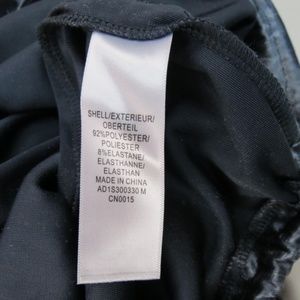 SHELL/EXTERIEUR/
OBERTEIL
92%POLYESTER/
POLIESTER
8%ELASTANE/
ELASTHANNE/
ELASTHAN
MADE IN CHINA
AD1S300330 M
CN0015